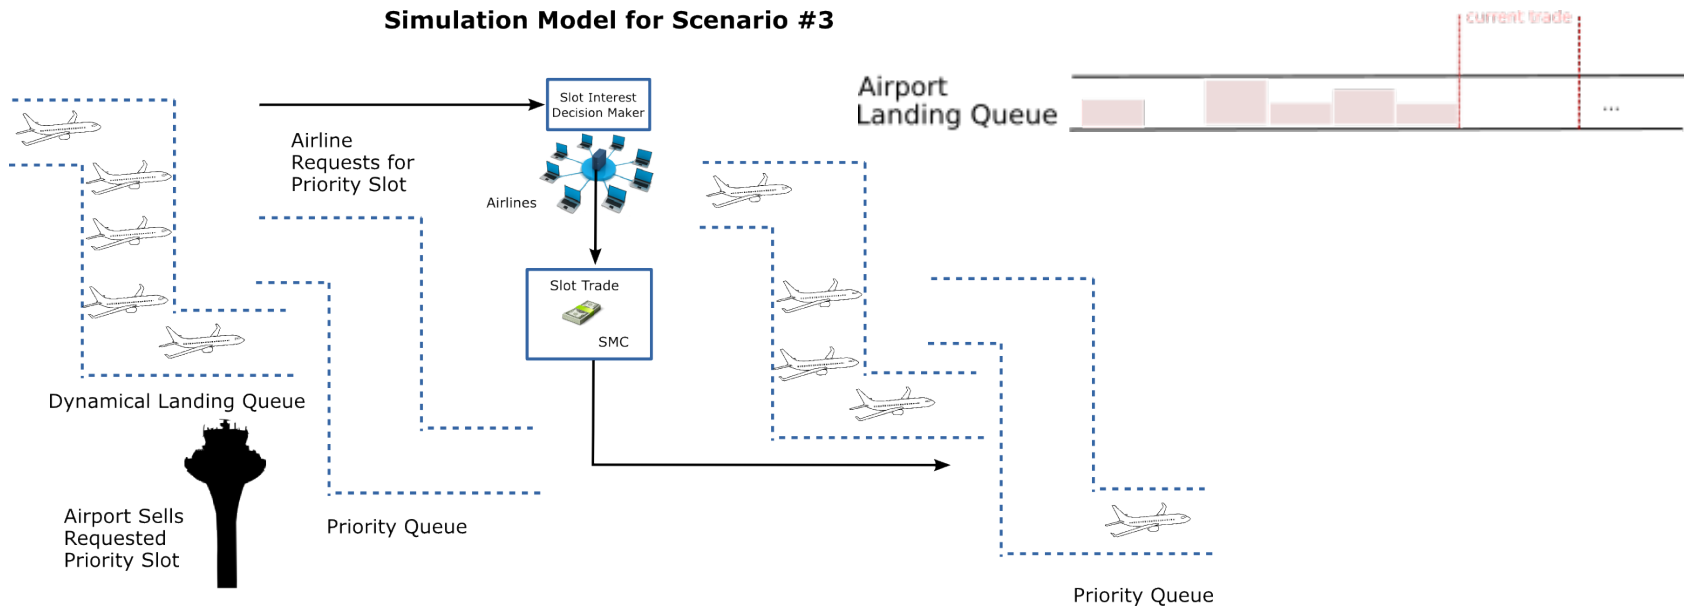 Simulation Model for Scenario #3
current trade
Airport
Landing Queue
...
Slot Interest
Decision Maker
Airline
Requests for
Priority Slot
Airlines
Slot Trade
SMC
Dynamical Landing Queue
Airport Sells
Requested
Priority Slot
Priority Queue
Priority Queue